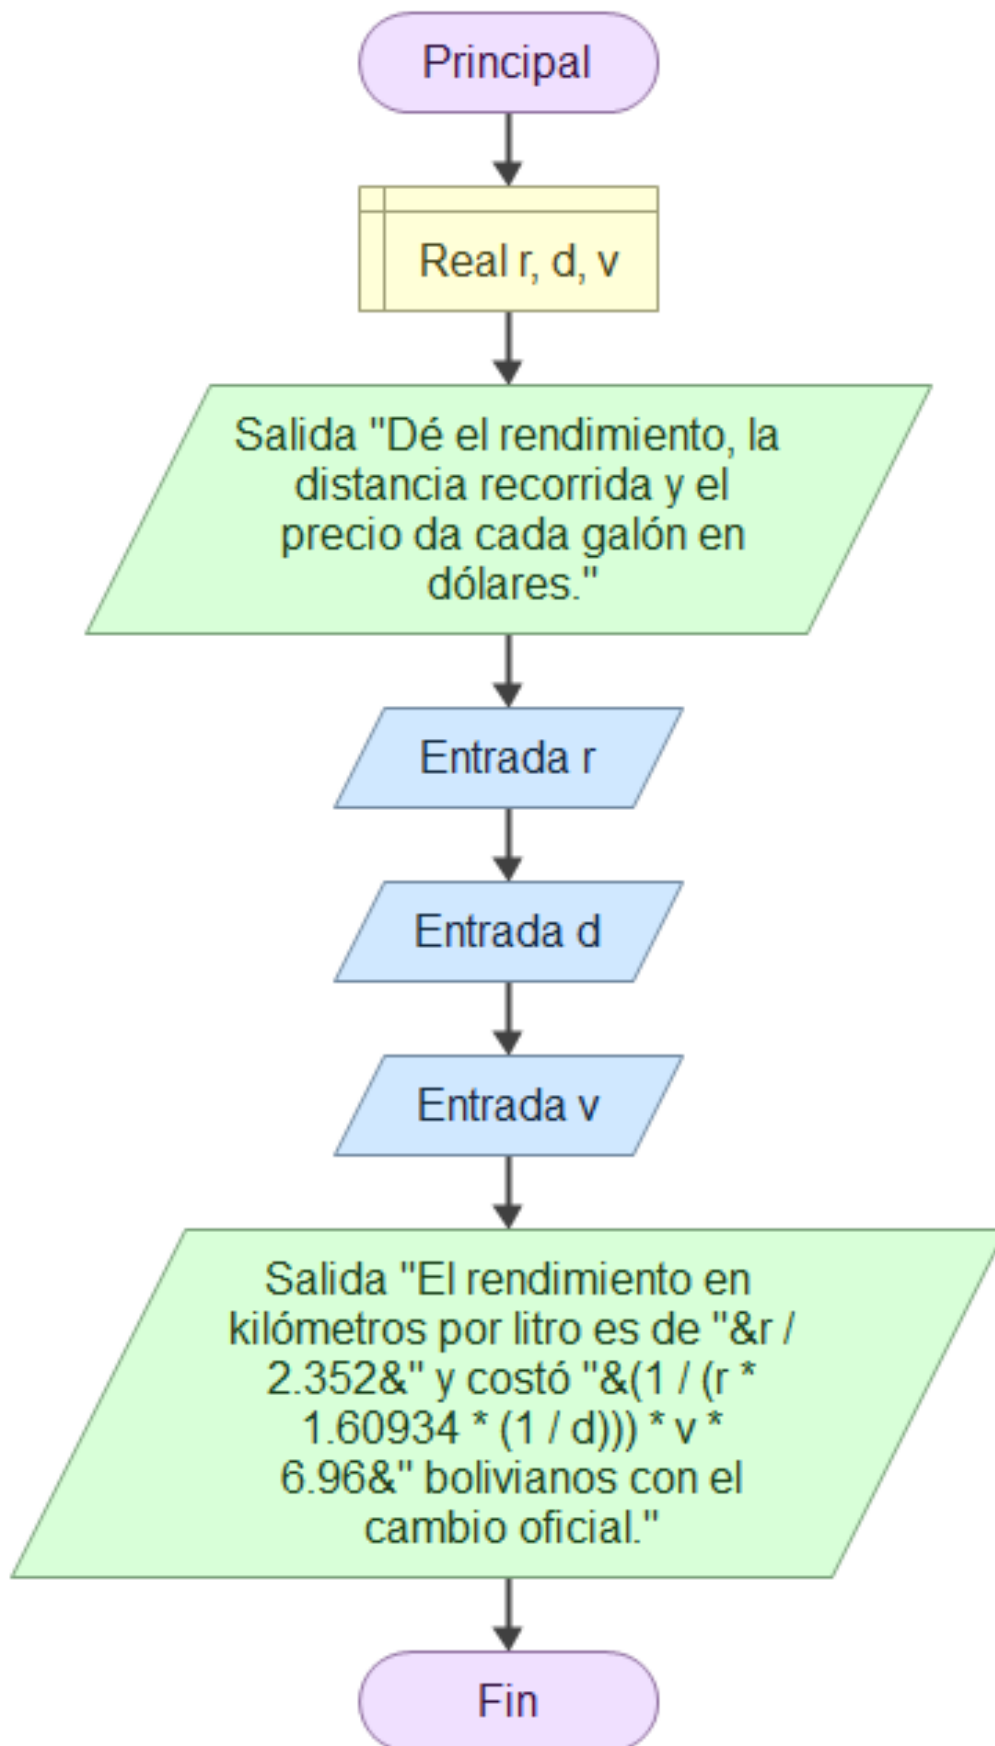 Principal
Real r, d, v
Salida "Dé el rendimiento, la
distancia recorrida y el
precio da cada galón en
dólares."
Entrada r
Entrada d
Entrada v
Salida "El rendimiento en
kilómetros por litro es de "&r /
2.352&" y costó "&(1 / (r *
1.60934 * (1 / d))) * v *
6.96&" bolivianos con el
cambio oficial."
Fin